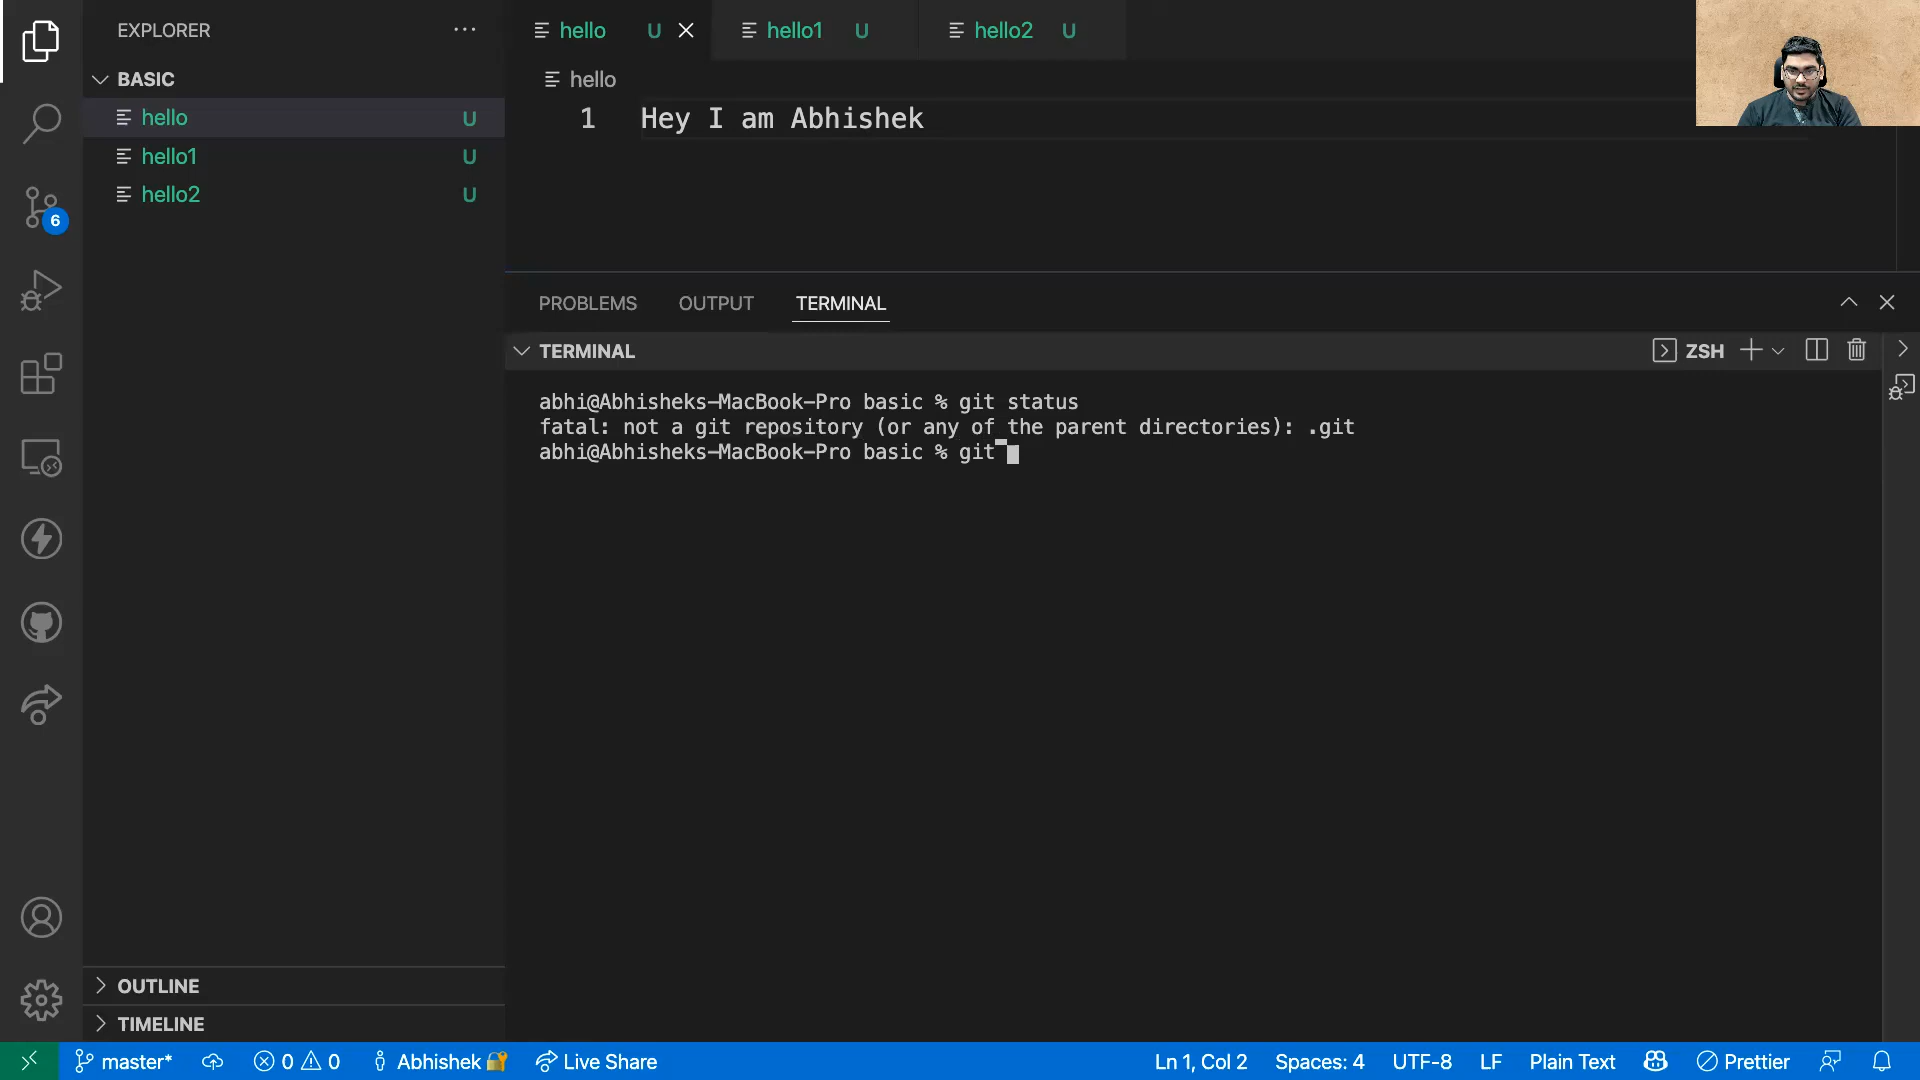 EXPLORER
BASIC
hello U
hello1 U
hello2 U
6
hello U
hello1 U
hello2 U
hello
1 Hey I am Abhishek
PROBLEMS OUTPUT TERMINAL
TERMINAL
ZSH
abhi@Abhisheks-MacBook-Pro basic % git status
fatal: not a git repository (or any of the parent directories): .git
abhi@Abhisheks-MacBook-Pro basic % git
OUTLINE
TIMELINE
master* 0 0 Abhishek Live Share Ln 1, Col 2 Spaces: 4 UTF-8 LF Plain Text Prettier